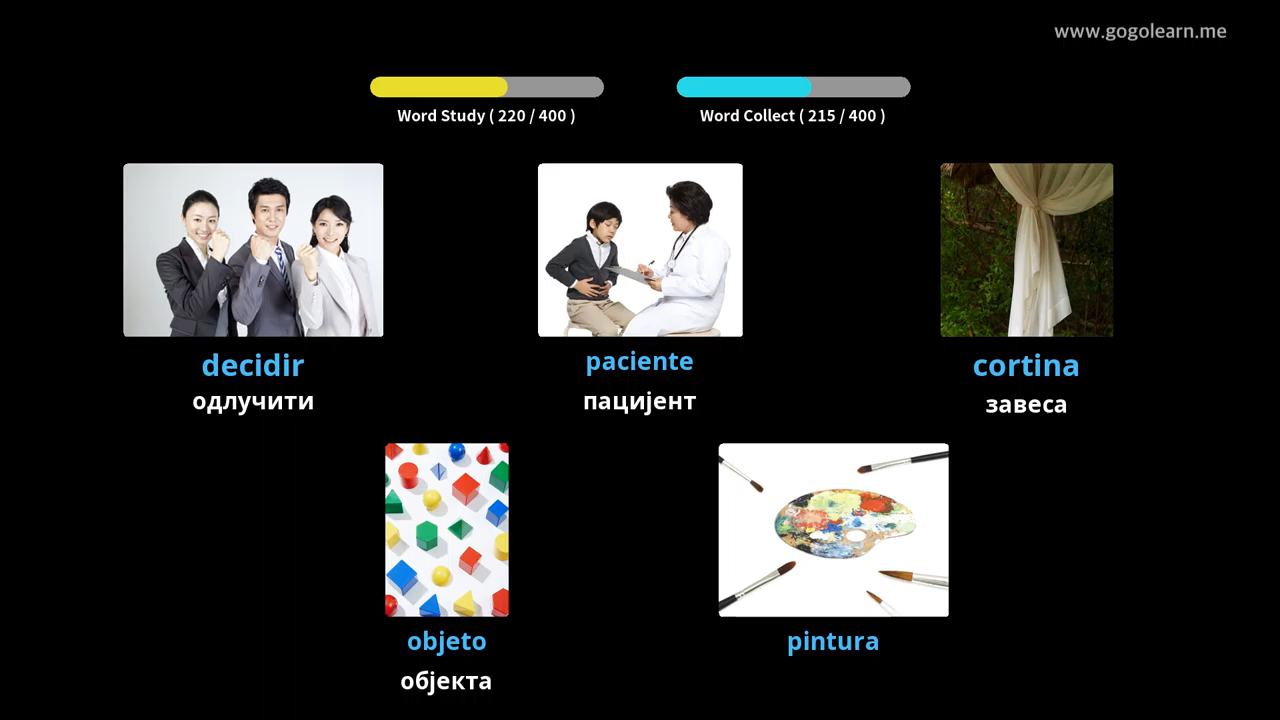 www.gogolearn.me
Word Study ( 220 / 400 )
Word Collect ( 215 / 400 )
decidir
одлучити
paciente
пацијент
cortina
завеса
objeto
објекта
pintura